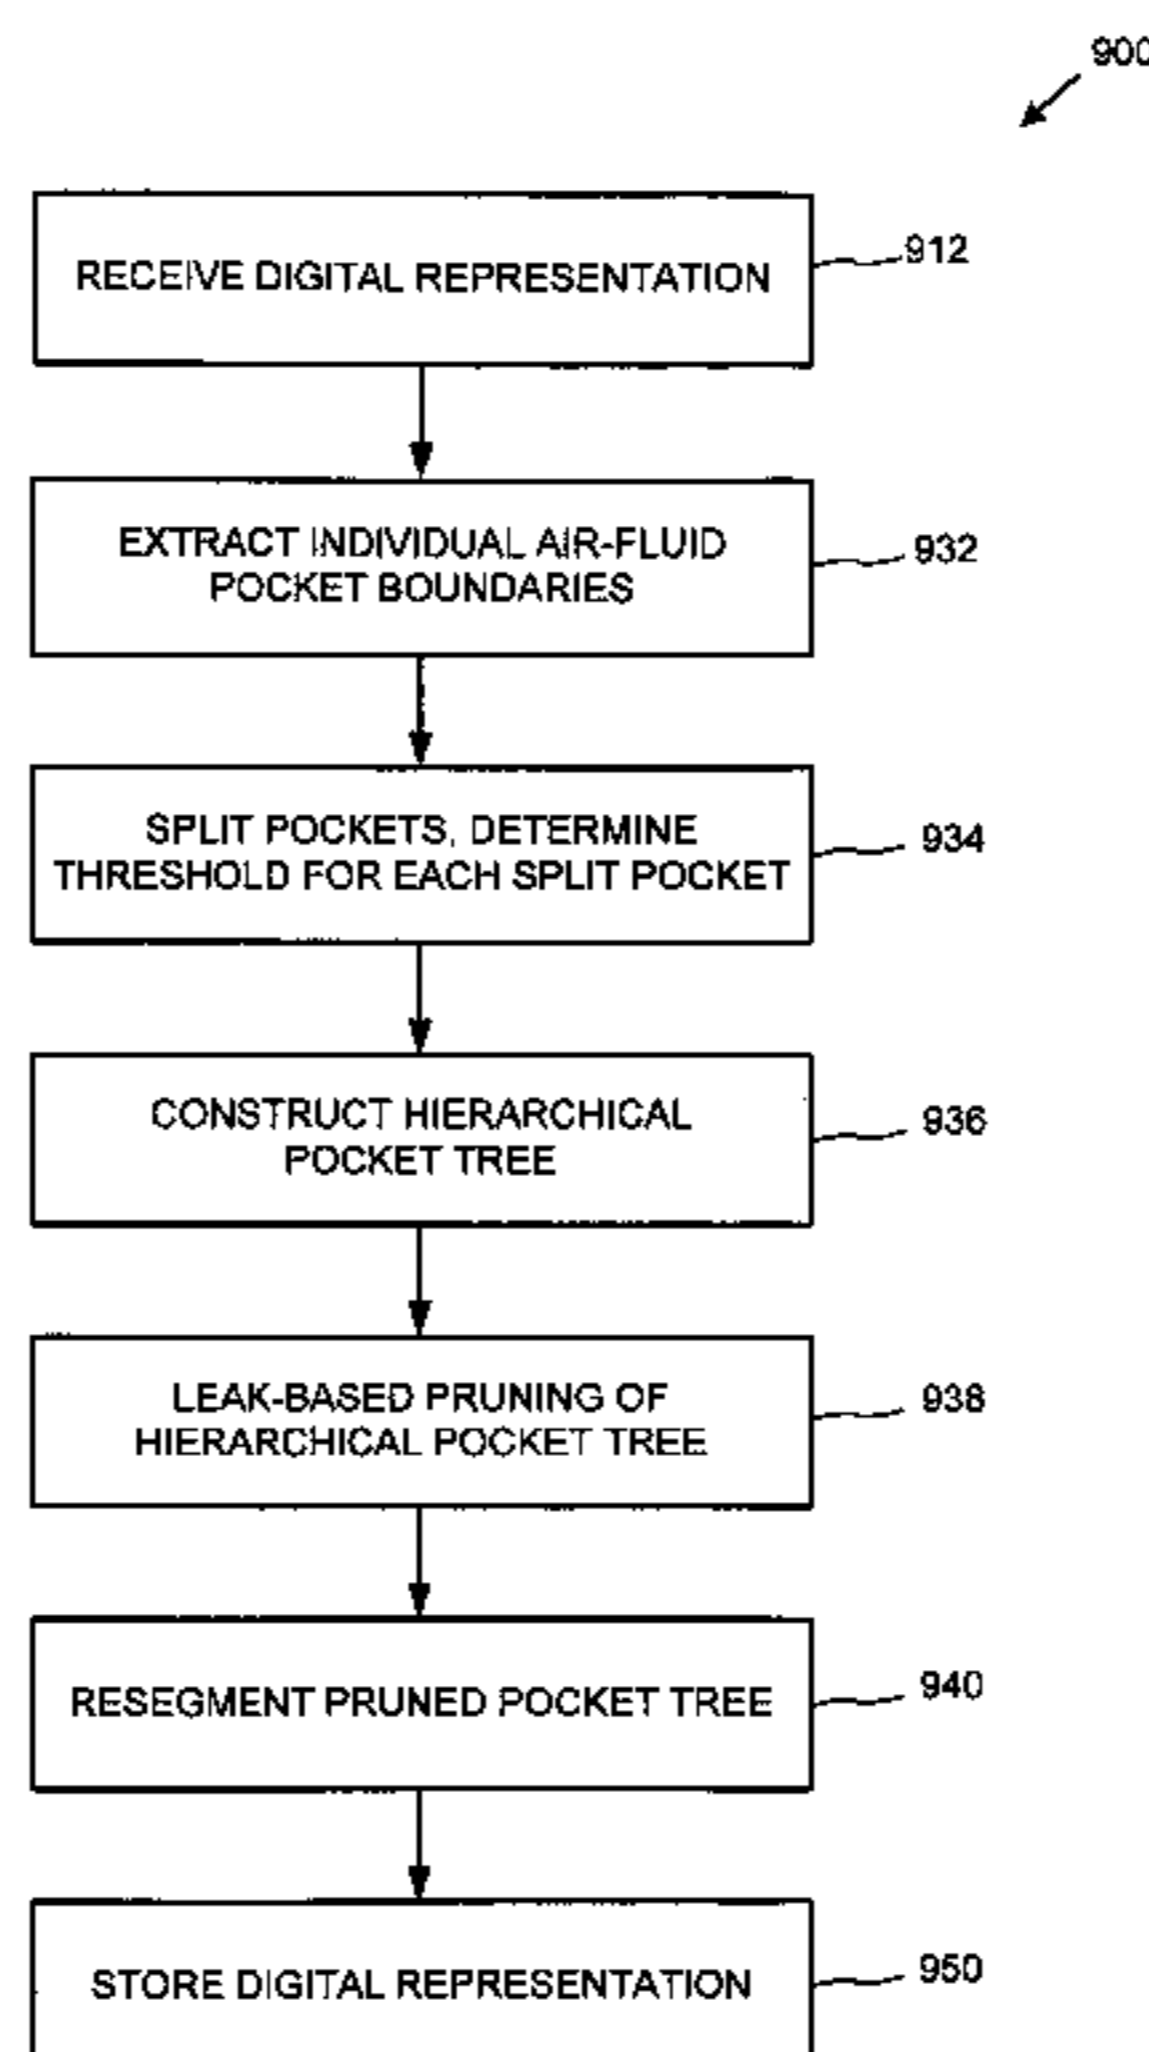 900
RECEIVE DIGITAL REPRESENTATION
912
EXTRACT INDIVIDUAL AIR-FLUID
POCKET BOUNDARIES
932
SPLIT POCKETS, DETERMINE
THRESHOLD FOR EACH SPLIT POCKET
934
CONSTRUCT HIERARCHICAL
POCKET TREE
936
LEAK-BASED PRUNING OF
HIERARCHICAL POCKET TREE
938
RESEGMENT PRUNED POCKET TREE
940
STORE DIGITAL REPRESENTATION
950